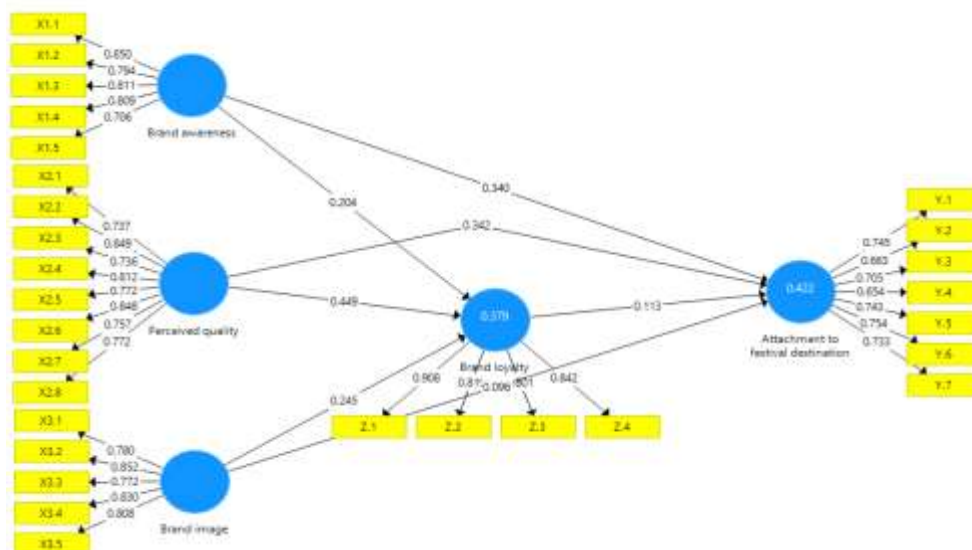 X1.1
X1.2
X1.3
X1.4
X1.5
0.850
0.794
0.811
0.809
0.706
Brand awareness
X2.1
X2.2
X2.3
X2.4
X2.5
X2.6
X2.7
X2.8
0.737
0.849
0.736
0.812
0.772
0.848
0.757
0.772
Perceived quality
X3.1
X3.2
X3.3
X3.4
X3.5
0.780
0.852
0.772
0.830
0.808
Brand image
0.340
0.204
0.342
0.449
0.245
0.096
0.113
0.379
Brand loyalty
0.908
0.842
Z.1
Z.2
Z.3
Z.4
0.422
Attachment to
festival destination
0.745
0.663
0.705
0.654
0.743
0.754
0.733
Y.1
Y.2
Y.3
Y.4
Y.5
Y.6
Y.7